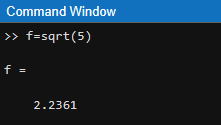 Command Window
>> f=sqrt(5)
f =
2.2361